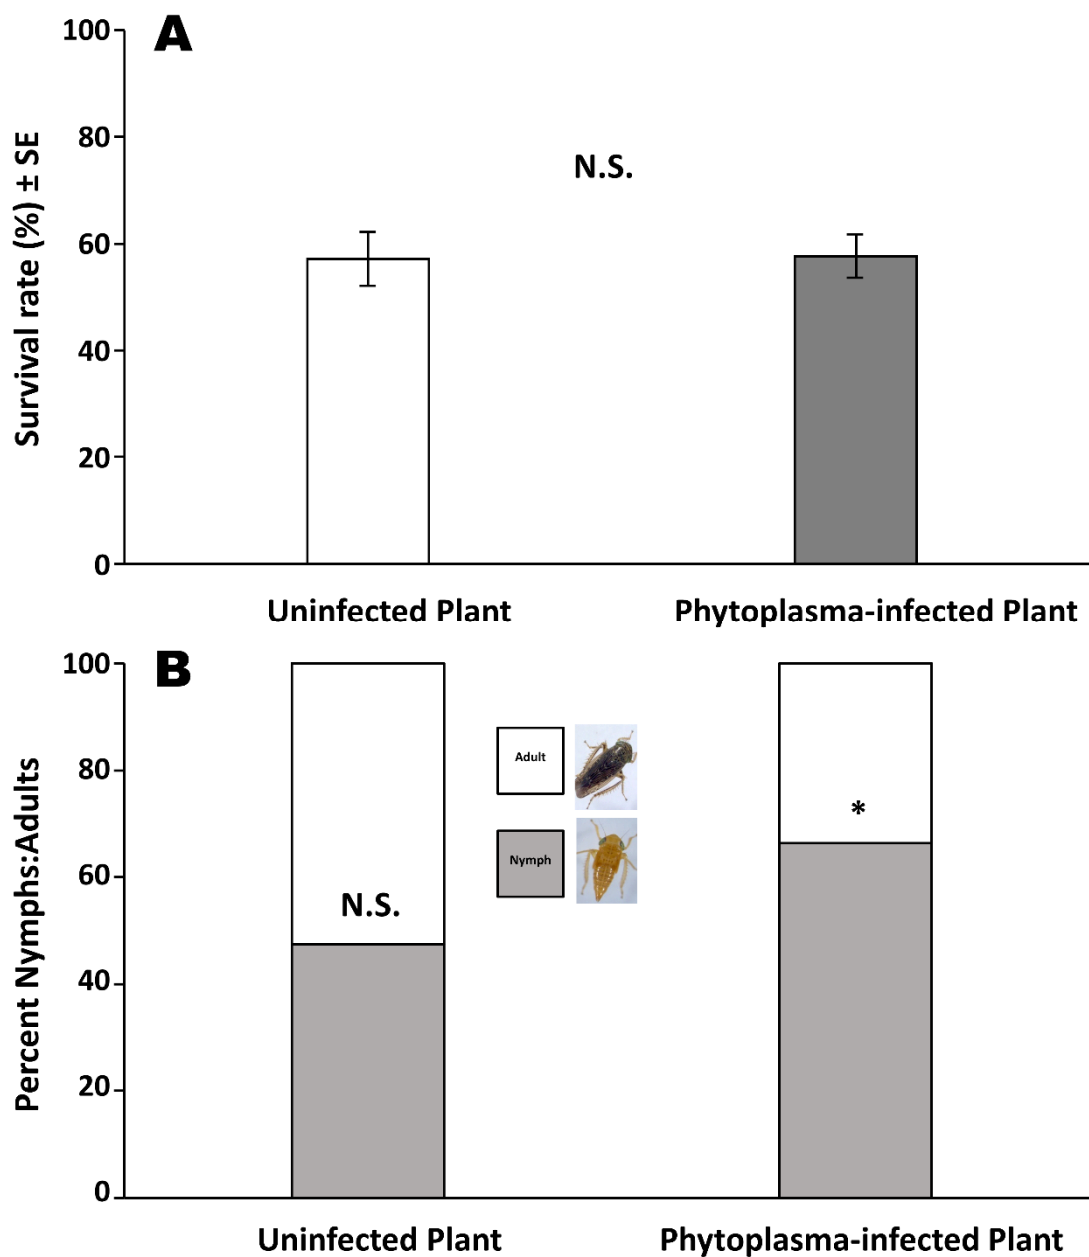 A
100
80
60
40
20
0
Survival rate (%) ± SE
N.S.
Uninfected Plant
Phytoplasma-infected Plant
B
100
80
60
40
20
0
Percent Nymphs:Adults
Adult
Nymph
N.S.
*
Uninfected Plant
Phytoplasma-infected Plant